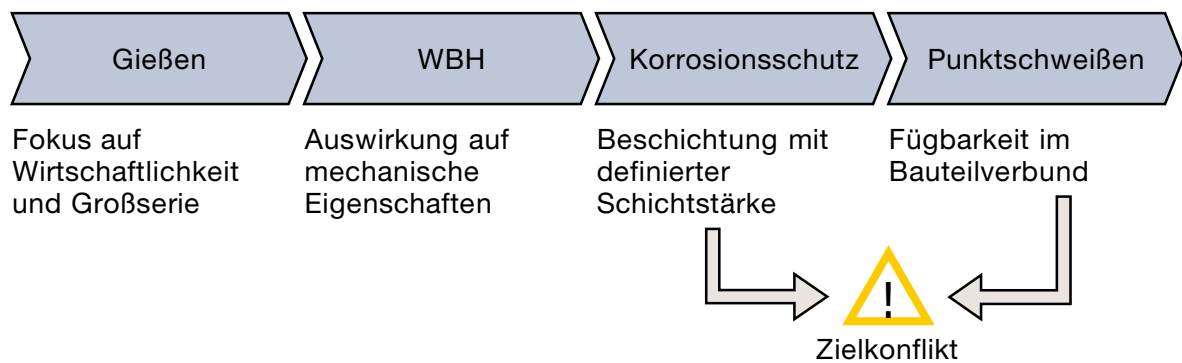 Gießen
WBH
Korrosionsschutz
Punktschweißen
Fokus auf
Wirtschaftlichkeit
und Großserie
Auswirkung auf
mechanische
Eigenschaften
Beschichtung mit
definierter
Schichtstärke
Fügbarkeit im
Bauteilverbund
!
Zielkonflikt